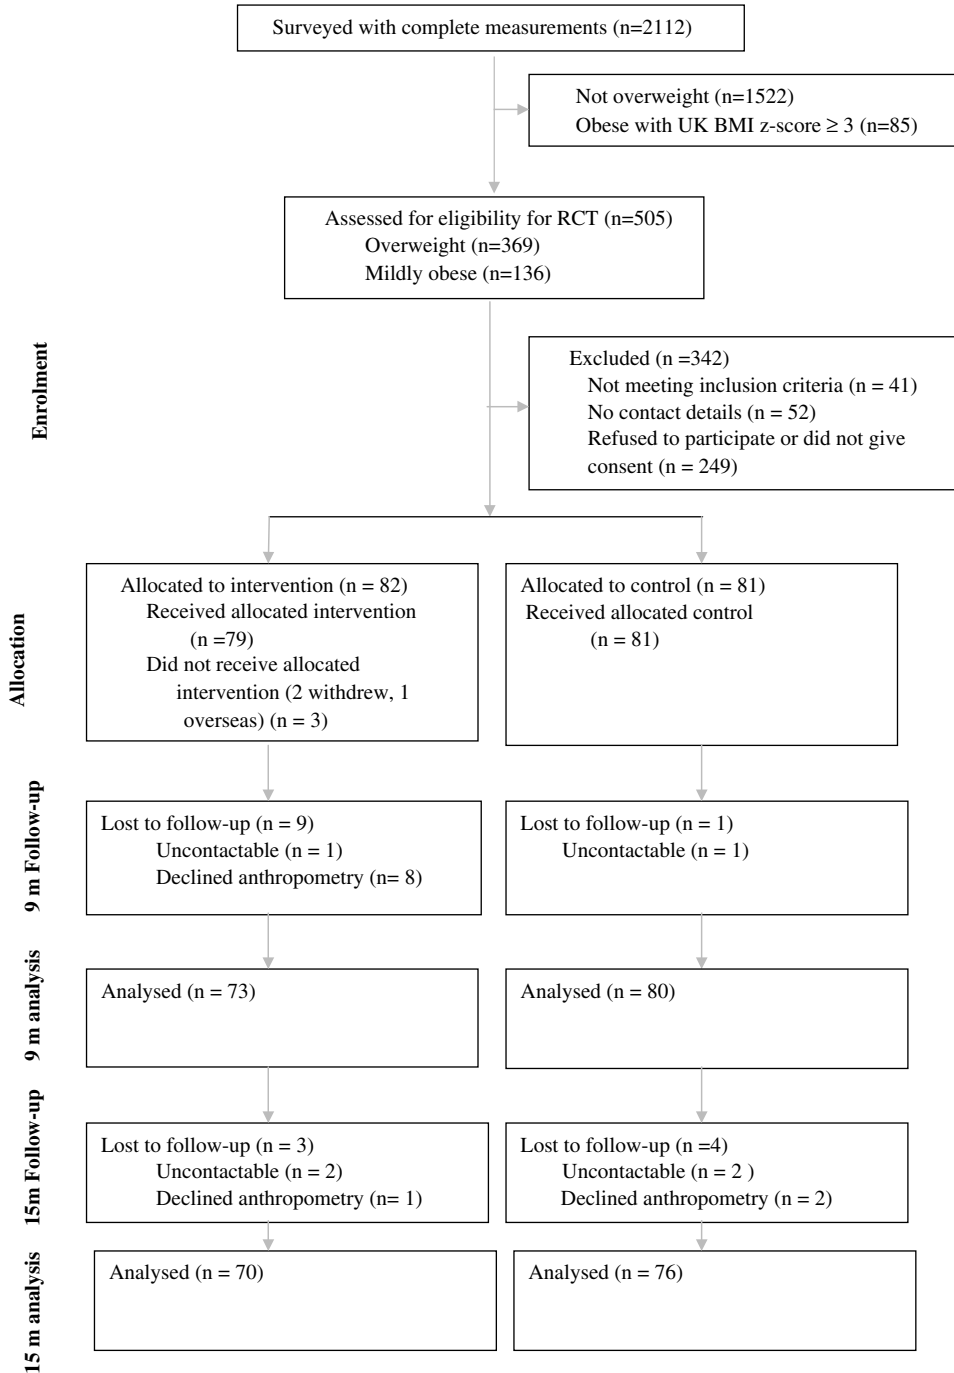 Surveyed with complete measurements (n=2112)
Not overweight (n=1522)
Obese with UK BMI z-score ≥ 3 (n=85)
Assessed for eligibility for RCT (n=505)
Overweight (n=369)
Mildly obese (n=136)
Enrolment
Excluded (n =342)
Not meeting inclusion criteria (n = 41)
No contact details (n = 52)
Refused to participate or did not give
consent (n = 249)
Allocation
Allocated to intervention (n = 82)
Received allocated intervention
(n =79)
Did not receive allocated
intervention (2 withdrew, 1
overseas) (n = 3)
Allocated to control (n = 81)
Received allocated control
(n = 81)
9 m Follow-up
Lost to follow-up (n = 9)
Uncontactable (n = 1)
Declined anthropometry (n= 8)
Lost to follow-up (n = 1)
Uncontactable (n = 1)
9 m analysis
Analysed (n = 73)
Analysed (n = 80)
15m Follow-up
Lost to follow-up (n = 3)
Uncontactable (n = 2)
Declined anthropometry (n= 1)
Lost to follow-up (n =4)
Uncontactable (n = 2 )
Declined anthropometry (n = 2)
15 m analysis
Analysed (n = 70)
Analysed (n = 76)